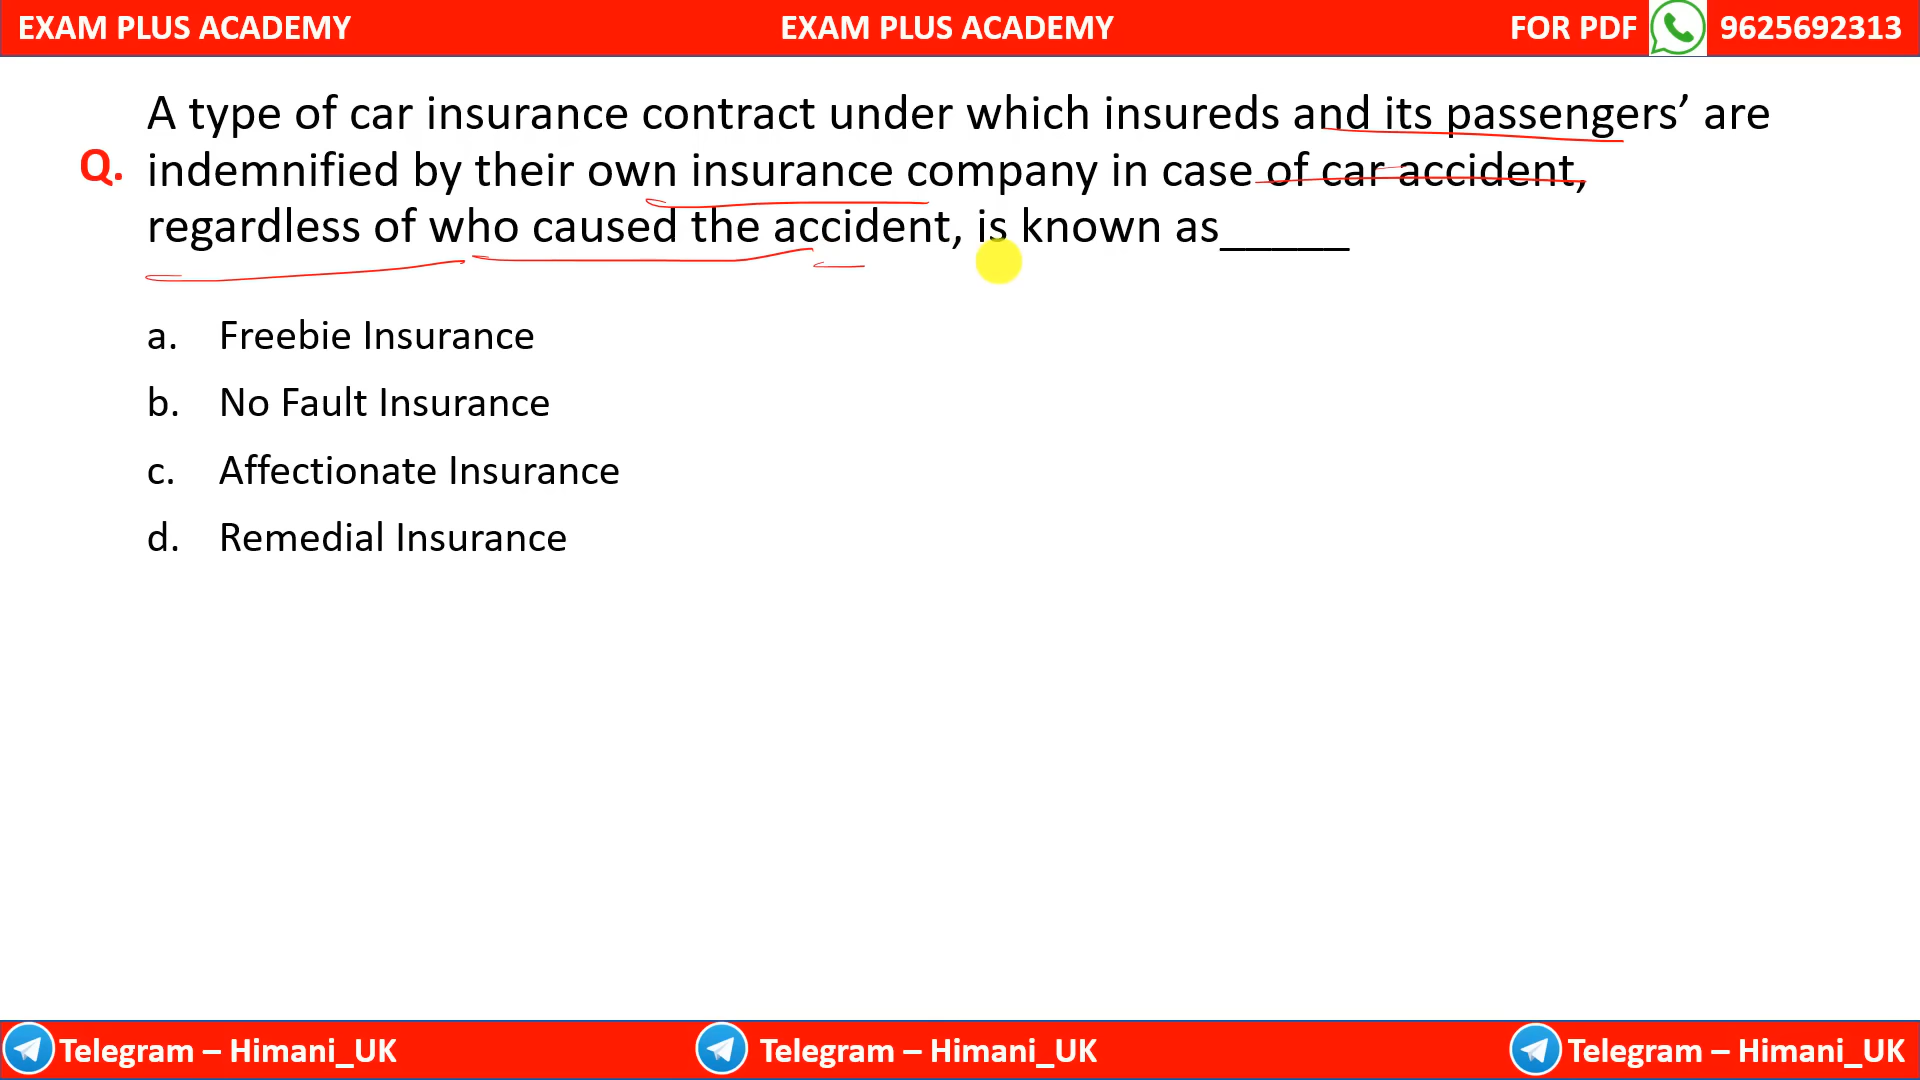 EXAM PLUS ACADEMY EXAM PLUS ACADEMY FOR PDF 9625692313
A type of car insurance contract under which insureds and its passengers’ are
Q. indemnified by their own insurance company in case of car accident,
regardless of who caused the accident, is known as_____
a. Freebie Insurance
b. No Fault Insurance
c. Affectionate Insurance
d. Remedial Insurance
Telegram – Himani_UK Telegram – Himani_UK Telegram – Himani_UK